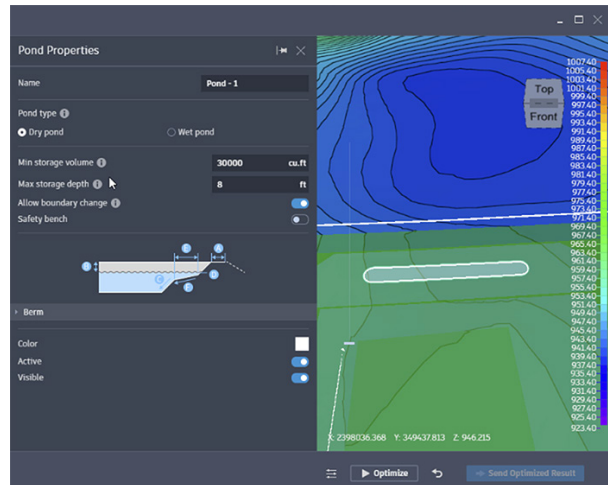 Pond Properties
Name
Pond - 1
Pond type
Dry pond
Wet pond
Min storage volume
30000
cu.ft
Max storage depth
8
ft
Allow boundary change
Safety bench
Berm
Color
Active
Visible
Top
Front
1007.40
1005.40
1003.40
1001.40
999.40
997.40
995.40
993.40
991.40
989.40
987.40
985.40
983.40
981.40
979.40
977.40
975.40
973.40
971.40
969.40
967.40
965.40
963.40
961.40
959.40
957.40
955.40
953.40
951.40
949.40
947.40
945.40
943.40
941.40
939.40
937.40
935.40
933.40
931.40
929.40
927.40
925.40
923.40
X: 2398036.368 Y: 349437.813 Z: 946.215
Optimize
Send Optimized Result